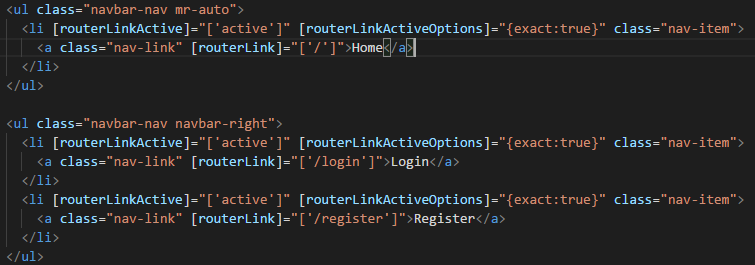 <ul class="navbar-nav mr-auto">
<li [routerLinkActive]="['active']" [routerLinkActiveOptions]="{exact:true}" class="nav-item">
<a class="nav-link" [routerLink]="['/']">Home</a>
</li>
</ul>
<ul class="navbar-nav navbar-right">
<li [routerLinkActive]="['active']" [routerLinkActiveOptions]="{exact:true}" class="nav-item">
<a class="nav-link" [routerLink]="['/login']">Login</a>
</li>
<li [routerLinkActive]="['active']" [routerLinkActiveOptions]="{exact:true}" class="nav-item">
<a class="nav-link" [routerLink]="['/register']">Register</a>
</li>
</ul>